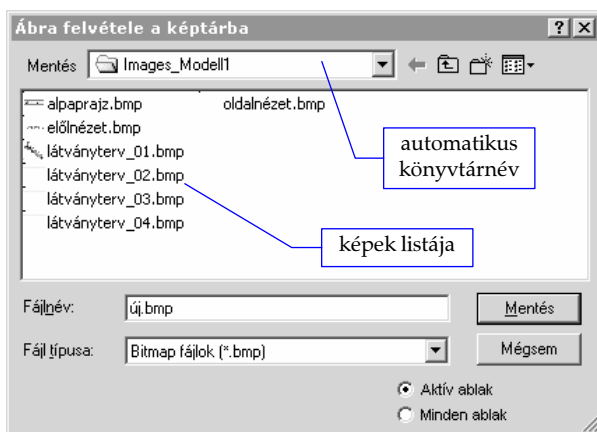 Ábra felvétele a képtárba
Mentés Images_Modell1
alpaprajz.bmp oldalnézet.bmp
előlnézet.bmp
látványterv_01.bmp
látványterv_02.bmp
látványterv_03.bmp
látványterv_04.bmp
automatikus
könyvtárnév
képek listája
Fájlnév: új.bmp Mentés
Fájl típusa: Bitmap fájlok (*.bmp) Mégsem
Aktív ablak
Minden ablak